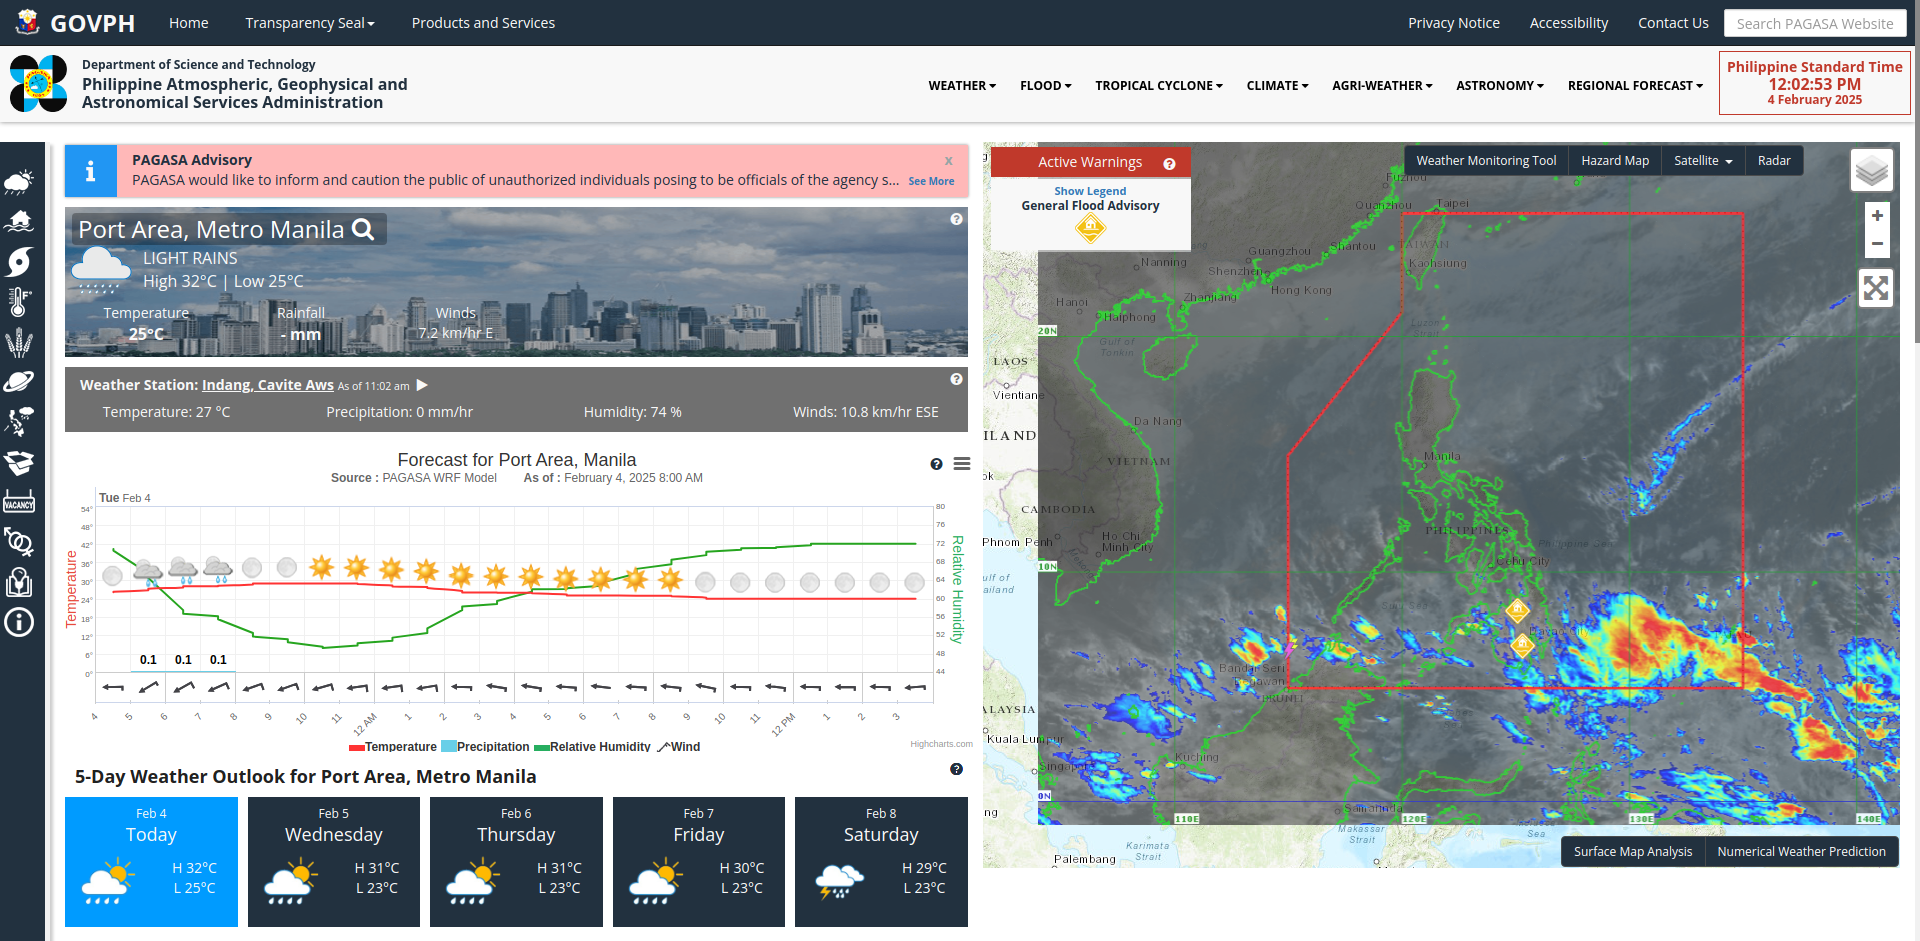 GOVPH
Home
Transparency Seal
Products and Services
Privacy Notice
Accessibility
Contact Us
Search PAGASA Website
Department of Science and Technology
Philippine Atmospheric, Geophysical and
Astronomical Services Administration
WEATHER
FLOOD
TROPICAL CYCLONE
CLIMATE
AGRI-WEATHER
ASTRONOMY
REGIONAL FORECAST
Philippine Standard Time
12:02:53 PM
4 February 2025
PAGASA Advisory
x
PAGASA would like to inform and caution the public of unauthorized individuals posing to be officials of the agency s... See More
Port Area, Metro Manila
LIGHT RAINS
High 32°C | Low 25°C
Temperature
25°C
Rainfall
- mm
Winds
7.2 km/hr E
Weather Station: Indang, Cavite Aws As of 11:02 am
Temperature: 27 °C
Precipitation: 0 mm/hr
Humidity: 74 %
Winds: 10.8 km/hr ESE
Forecast for Port Area, Manila
Source : PAGASA WRF Model As of : February 4, 2025 8:00 AM
Tue Feb 4
Temperature
54°
48°
42°
36°
30°
24°
18°
12°
6°
0°
80
76
72
68
64
60
56
52
48
44
Relative Humidity
0.1
0.1
0.1
4
5
6
7
8
9
10
11
12 AM
1
2
3
4
5
6
7
8
9
10
11
12 PM
1
2
3
Temperature
Precipitation
Relative Humidity
Wind
Highcharts.com
5-Day Weather Outlook for Port Area, Metro Manila
Feb 4
Today
H 32°C
L 25°C
Feb 5
Wednesday
H 31°C
L 23°C
Feb 6
Thursday
H 31°C
L 23°C
Feb 7
Friday
H 30°C
L 23°C
Feb 8
Saturday
H 29°C
L 23°C
VACANCY
Active Warnings
Show Legend
General Flood Advisory
Weather Monitoring Tool
Hazard Map
Satellite
Radar
+
−
Fuzhou
Quanzhou
Taipei
TAIWAN
Shantou
Guangzhou
Kaohsiung
Nanning
Shenzhen
Hong Kong
Zhanjiang
Hanoi
Haiphong
Luzon
Strait
20N
Gulf of
Tonkin
LAOS
Vientiane
Da Nang
ILAND
Manila
VIETNAM
ok
CAMBODIA
PHILIPPINES
Ho Chi
Minh City
Phnom Penh
Philippine Sea
Cebu City
10N
ulf of
ailand
Sulu Sea
Davao City
Bandar Seri
Begawan
BRUNEI
ALAYSIA
Kuala Lumpur
Kuching
Singapore
0N
Samarinda
ng
110E
120E
130E
140E
Makassar
Strait
Sea
Karimata
Strait
Palembang
Surface Map Analysis
Numerical Weather Prediction